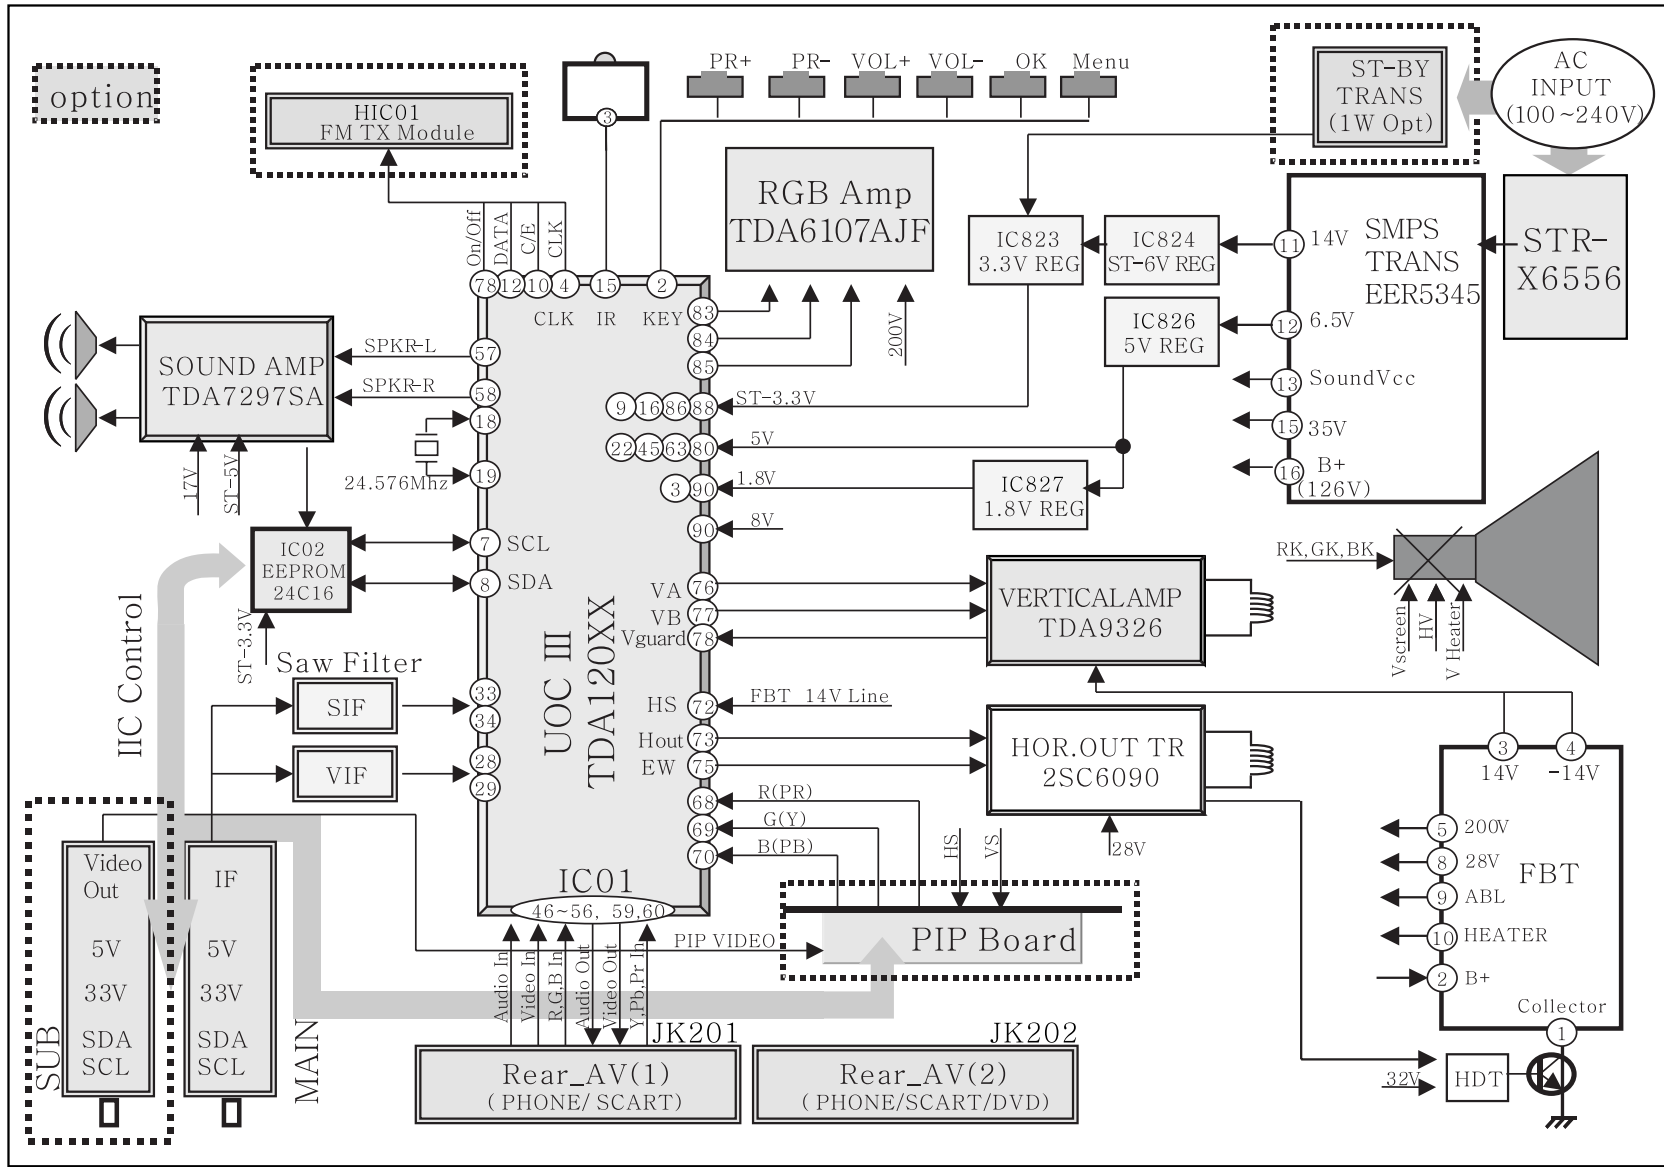 option
HIC01
FM TX Module
3
PR+
PR-
VOL+
VOL-
OK
Menu
ST-BY
TRANS
(1W Opt)
AC
INPUT
(100~240V)
On/Off
DATA
C/E
CLK
RGB Amp
TDA6107AJF
200V
IC823
3.3V REG
IC824
ST-6V REG
IC826
5V REG
IC827
1.8V REG
11
14V
12
6.5V
13
SoundVcc
15
35V
16
B+
(126V)
SMPS
TRANS
EER5345
STR-
X6556
78
12
10
4
15
2
CLK
IR
KEY
83
84
85
SOUND AMP
TDA7297SA
SPKR-L
SPKR-R
57
58
18
19
24.576Mhz
17V
ST-5V
9
16
86
88
ST-3.3V
22
45
63
80
5V
3
90
1.8V
90
8V
IC02
EEPROM
24C16
7
SCL
8
SDA
ST-3.3V
IIC Control
UOC III
TDA120XX
VA
76
VB
77
Vguard
78
VERTICALAMP
TDA9326
RK,GK,BK
Vscreen
HV
V Heater
Saw Filter
SIF
VIF
33
34
28
29
HS
72
FBT 14V Line
Hout
73
EW
75
HOR.OUT TR
2SC6090
28V
68
R(PR)
69
G(Y)
70
B(PB)
HS
VS
3
14V
4
-14V
5
200V
8
28V
9
ABL
10
HEATER
2
B+
FBT
Collector
1
32V
HDT
IC01
46~56, 59,60
PIP VIDEO
PIP Board
Audio In
Video In
R,G,B In
Audio Out
Video Out
Y,Pb,Pr In
Video
Out
5V
33V
SDA
SCL
SUB
IF
5V
33V
SDA
SCL
MAIN
JK201
Rear_AV(1)
(PHONE/ SCART)
JK202
Rear_AV(2)
(PHONE/SCART/DVD)